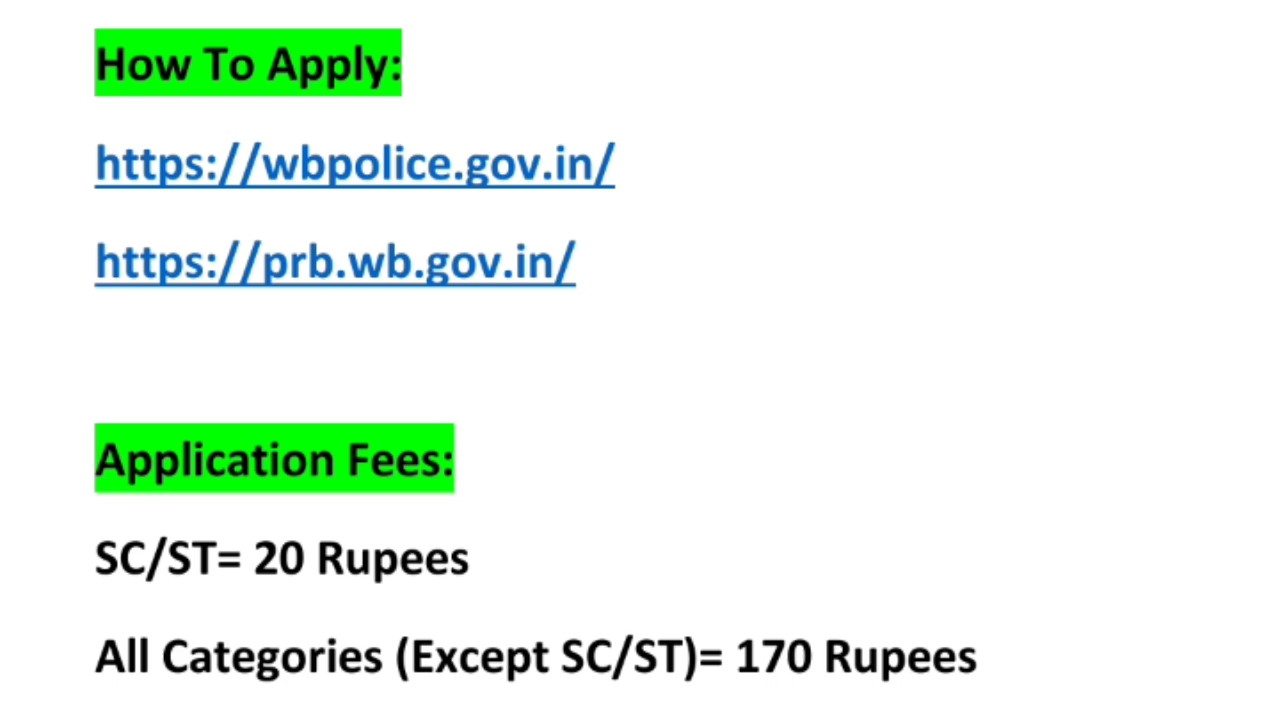 How To Apply:
https://wbpolice.gov.in/
https://prb.wb.gov.in/
Application Fees:
SC/ST= 20 Rupees
All Categories (Except SC/ST)= 170 Rupees